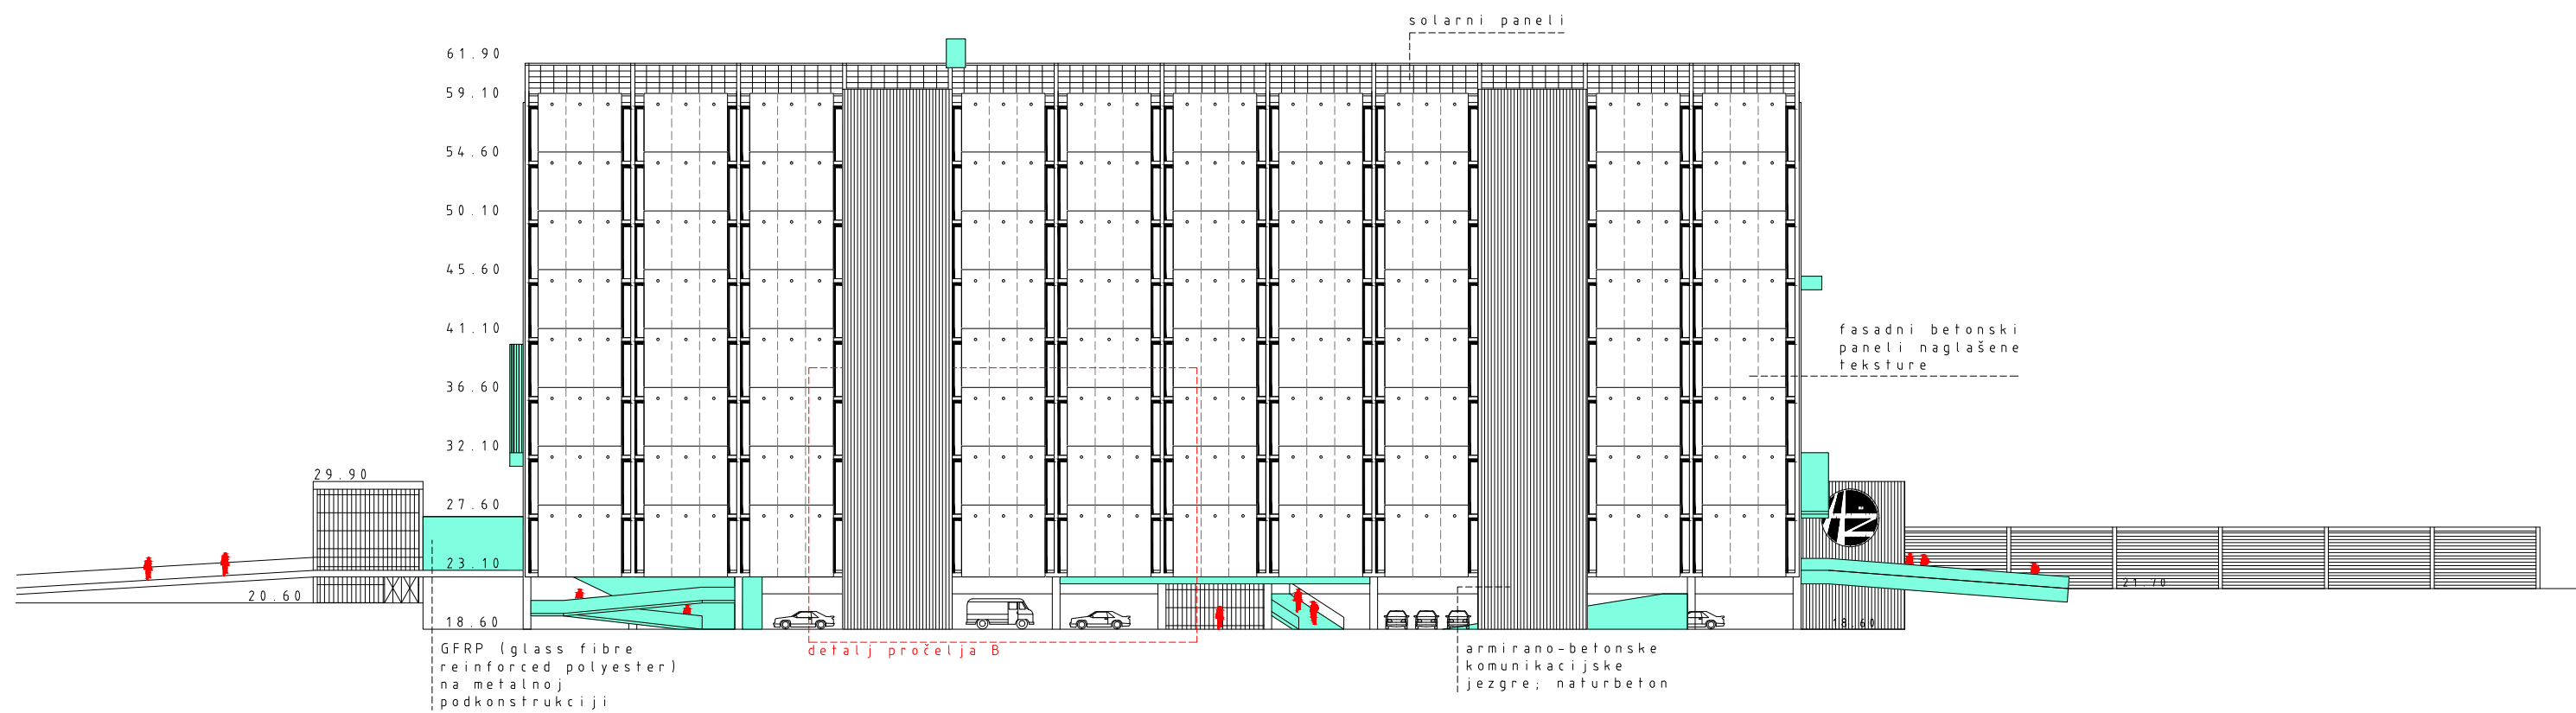 solarni paneli
61.90
59.10
54.60
50.10
45.60
41.10
36.60
32.10
27.60
23.10
18.60
29.90
20.60
fasadni betonski
paneli naglašene
teksture
21.70
18.60
GFRP (glass fibre
reinforced polyester)
na metalnoj
podkonstrukciji
detalj pročelja B
armirano-betonske
komunikacijske
jezgre; naturbeton